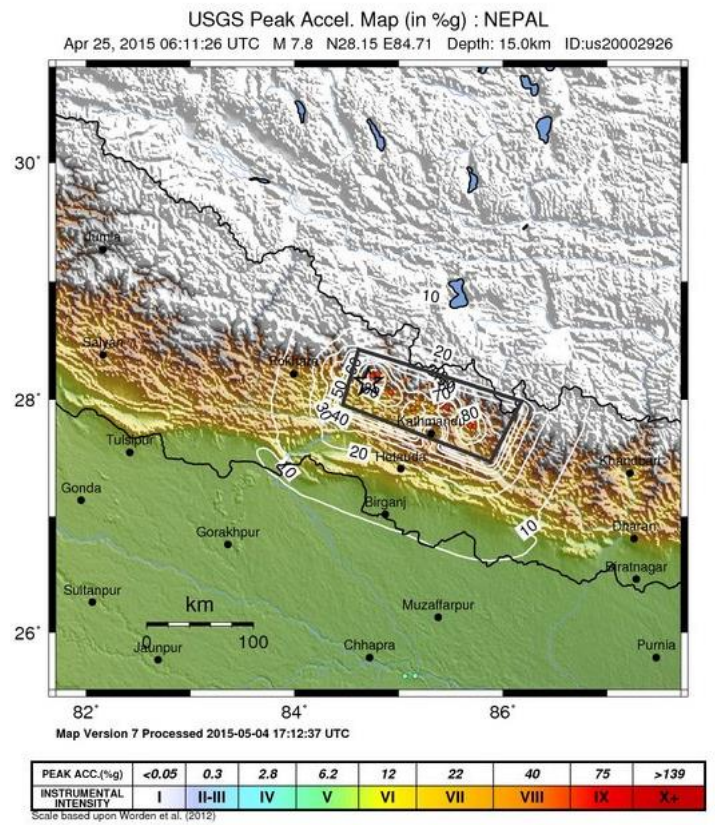 USGS Peak Accel. Map (in %g) : NEPAL
Apr 25, 2015 06:11:26 UTC M 7.8 N28.15 E84.71 Depth: 15.0km ID:us20002926
30°
Jumla
10
20
Salyan
Pokhara
28°
50
70
80
30
40
Kathmandu
Tulsipur
20
Hetauda
Khandbari
10
Gonda
Birganj
10
Gorakhpur
Dharan
Biratnagar
Sultanpur
km
Muzaffarpur
26°
0 100
Jaunpur
Chhapra
Purnia
82° 84° 86°
Map Version 7 Processed 2015-05-04 17:12:37 UTC
PEAK ACC.(%g) <0.05 0.3 2.8 6.2 12 22 40 75 >139
INSTRUMENTAL INTENSITY I II-III IV V VI VII VIII IX X+
Scale based upon Worden et al. (2012)